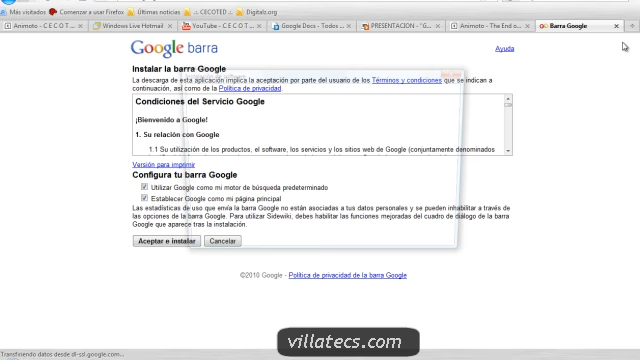 Más visitados Comenzar a usar Firefox Últimas noticias .:: CECOTED ::. Digitelo.org
Animoto - C E C O T ... Windows Live Hotmail YouTube - C E C O T ... Google Docs - Todos ... PRESENTACION - "G... Animoto - The End o... Barra Google
Google barra
Ayuda
Instalar la barra Google
La descarga de esta aplicación implica la aceptación por parte del usuario de los Términos y condiciones que se indican a
continuación, así como de la Política de privacidad.
Condiciones del Servicio Google
¡Bienvenido a Google!
1. Su relación con Google
1.1 Su utilización de los productos, el software, los servicios y los sitios web de Google (conjuntamente denominados
Versión para imprimir
Configura tu barra Google
Utilizar Google como mi motor de búsqueda predeterminado
Establecer Google como mi página principal
Las estadísticas de uso que envía la barra Google no están asociadas a tus datos personales y se pueden inhabilitar a través de
las opciones de la barra Google. Para utilizar Sidewiki, debes habilitar las funciones mejoradas del cuadro de diálogo de la barra
Google que aparece tras la instalación.
Aceptar e instalar Cancelar
©2010 Google - Política de privacidad de la barra Google
villatecs.com
Transfiriendo datos desde dl-ssl.google.com...